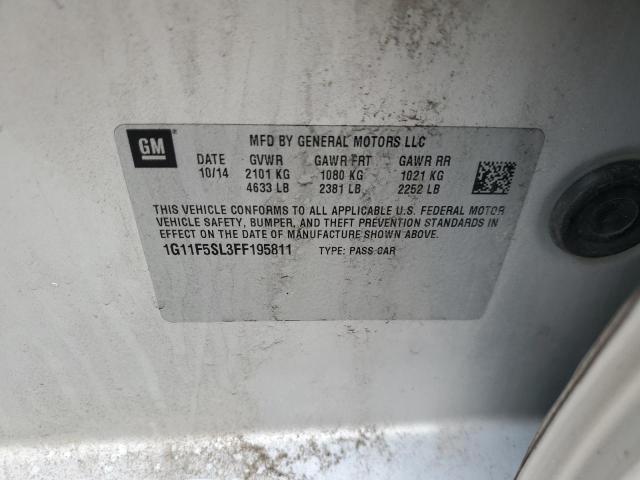 GM
MFD BY GENERAL MOTORS LLC
DATE GVWR GAWR FRT GAWR RR
10/14 2101 KG 1080 KG 1021 KG
4633 LB 2381 LB 2252 LB
THIS VEHICLE CONFORMS TO ALL APPLICABLE U.S. FEDERAL MOTOR
VEHICLE SAFETY, BUMPER, AND THEFT PREVENTION STANDARDS IN
EFFECT ON THE DATE OF MANUFACTURE SHOWN ABOVE.
1G11F5SL3FF195811 TYPE: PASS CAR